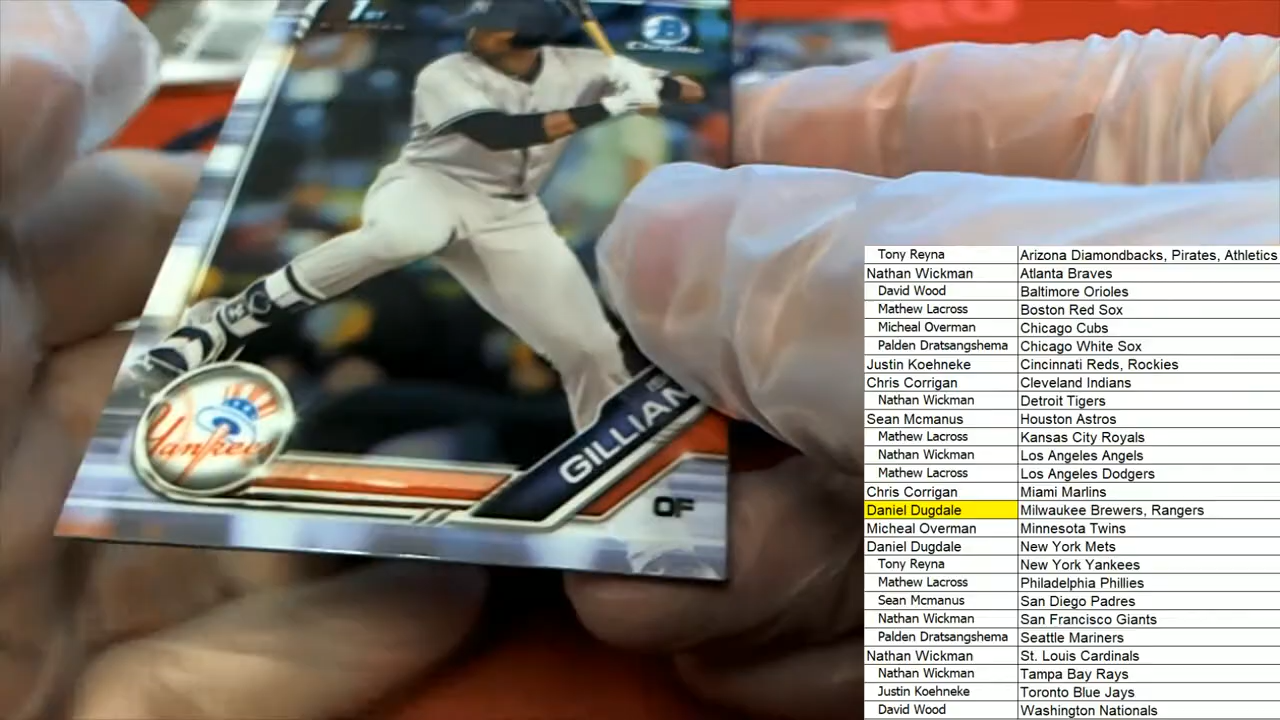 1ST
B
Chrome
Yankees
GILLIAM
OF
Tony Reyna Arizona Diamondbacks, Pirates, Athletics
Nathan Wickman Atlanta Braves
David Wood Baltimore Orioles
Mathew Lacross Boston Red Sox
Micheal Overman Chicago Cubs
Palden Dratsangshema Chicago White Sox
Justin Koehneke Cincinnati Reds, Rockies
Chris Corrigan Cleveland Indians
Nathan Wickman Detroit Tigers
Sean Mcmanus Houston Astros
Mathew Lacross Kansas City Royals
Nathan Wickman Los Angeles Angels
Mathew Lacross Los Angeles Dodgers
Chris Corrigan Miami Marlins
Daniel Dugdale Milwaukee Brewers, Rangers
Micheal Overman Minnesota Twins
Daniel Dugdale New York Mets
Tony Reyna New York Yankees
Mathew Lacross Philadelphia Phillies
Sean Mcmanus San Diego Padres
Nathan Wickman San Francisco Giants
Palden Dratsangshema Seattle Mariners
Nathan Wickman St. Louis Cardinals
Nathan Wickman Tampa Bay Rays
Justin Koehneke Toronto Blue Jays
David Wood Washington Nationals